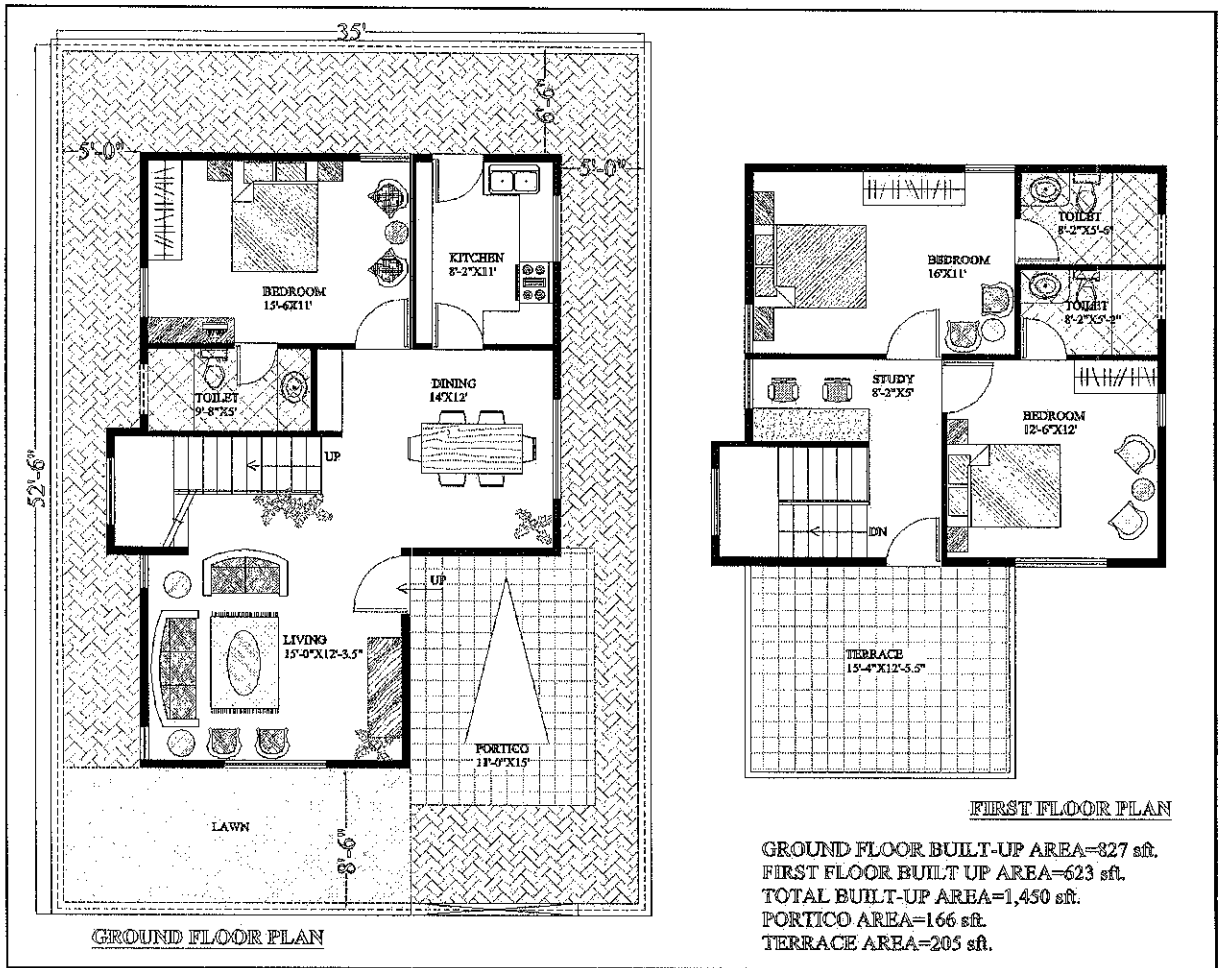 35'
6'-6"
5'-0"
5'-0"
52'-6"
BEDROOM
15'-6X11'
KITCHEN
8'-2"X11'
TOILET
9'-8"X5'
DINING
14'X12'
UP
UP
LIVING
15'-0"X12'-3.5"
PORTICO
LAWN
8'-6"
GROUND FLOOR PLAN
TOILET
8'-2"X5'-6"
BEDROOM
16'X11'
TOILET
8'-2"X5'-2"
STUDY
8'-2"X5'
BEDROOM
12'-6"X12'
DN
TERRACE
15'-4"X12'-5.5"
FIRST FLOOR PLAN
GROUND FLOOR BUILT-UP AREA=827 sft.
FIRST FLOOR BUILT UP AREA=623 sft.
TOTAL BUILT-UP AREA=1,450 sft.
PORTICO AREA=166 sft.
TERRACE AREA=205 sft.